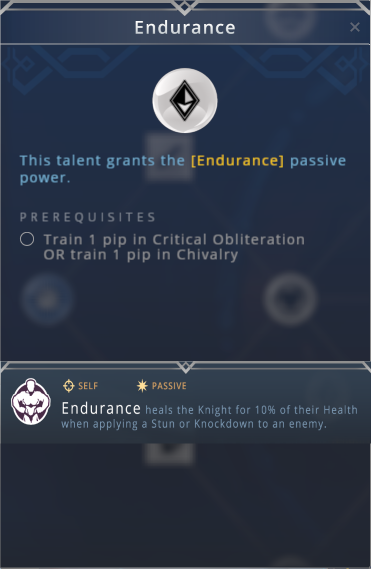 Endurance
This talent grants the [Endurance] passive
power.
PREREQUISITES
Train 1 pip in Critical Obliteration
OR train 1 pip in Chivalry
SELF PASSIVE
Endurance heals the Knight for 10% of their Health
when applying a Stun or Knockdown to an enemy.